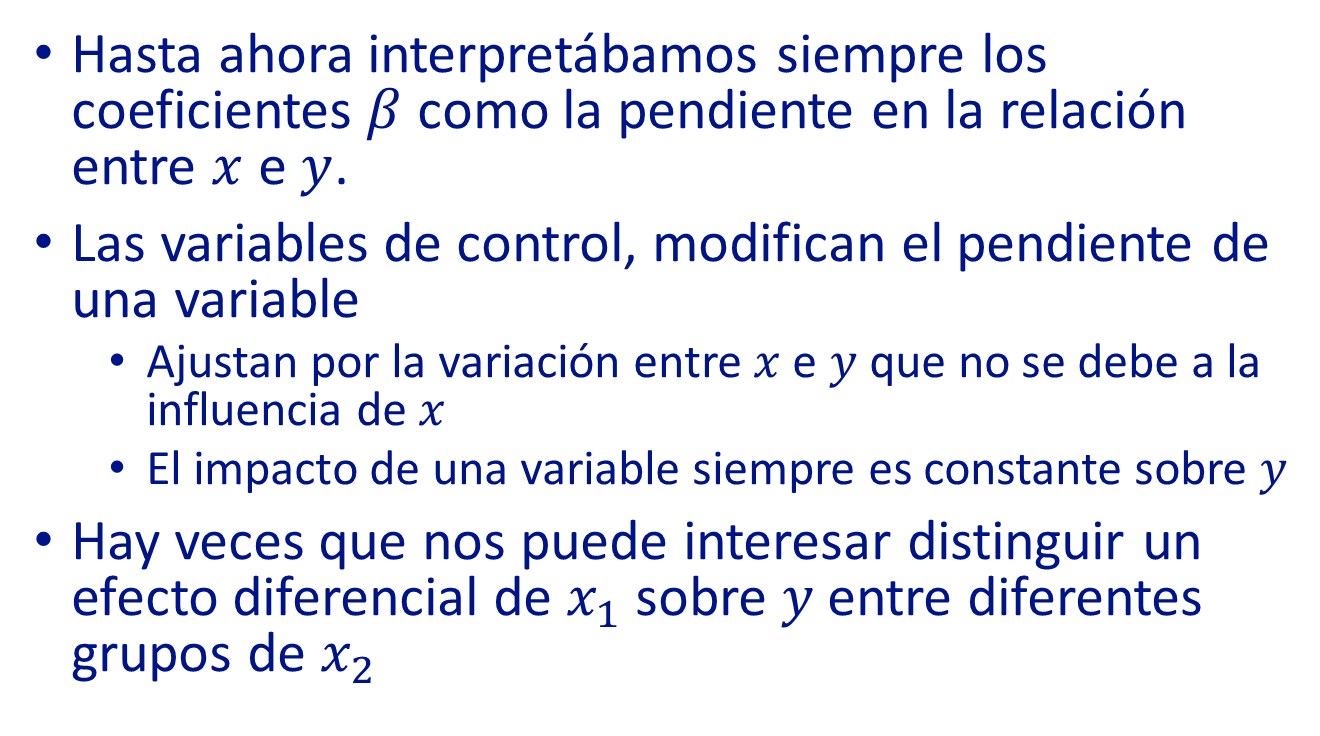 • Hasta ahora interpretábamos siempre los
coeficientes β como la pendiente en la relación
entre x e y.
• Las variables de control, modifican el pendiente de
una variable
• Ajustan por la variación entre x e y que no se debe a la
influencia de x
• El impacto de una variable siempre es constante sobre y
• Hay veces que nos puede interesar distinguir un
efecto diferencial de x₁ sobre y entre diferentes
grupos de x₂